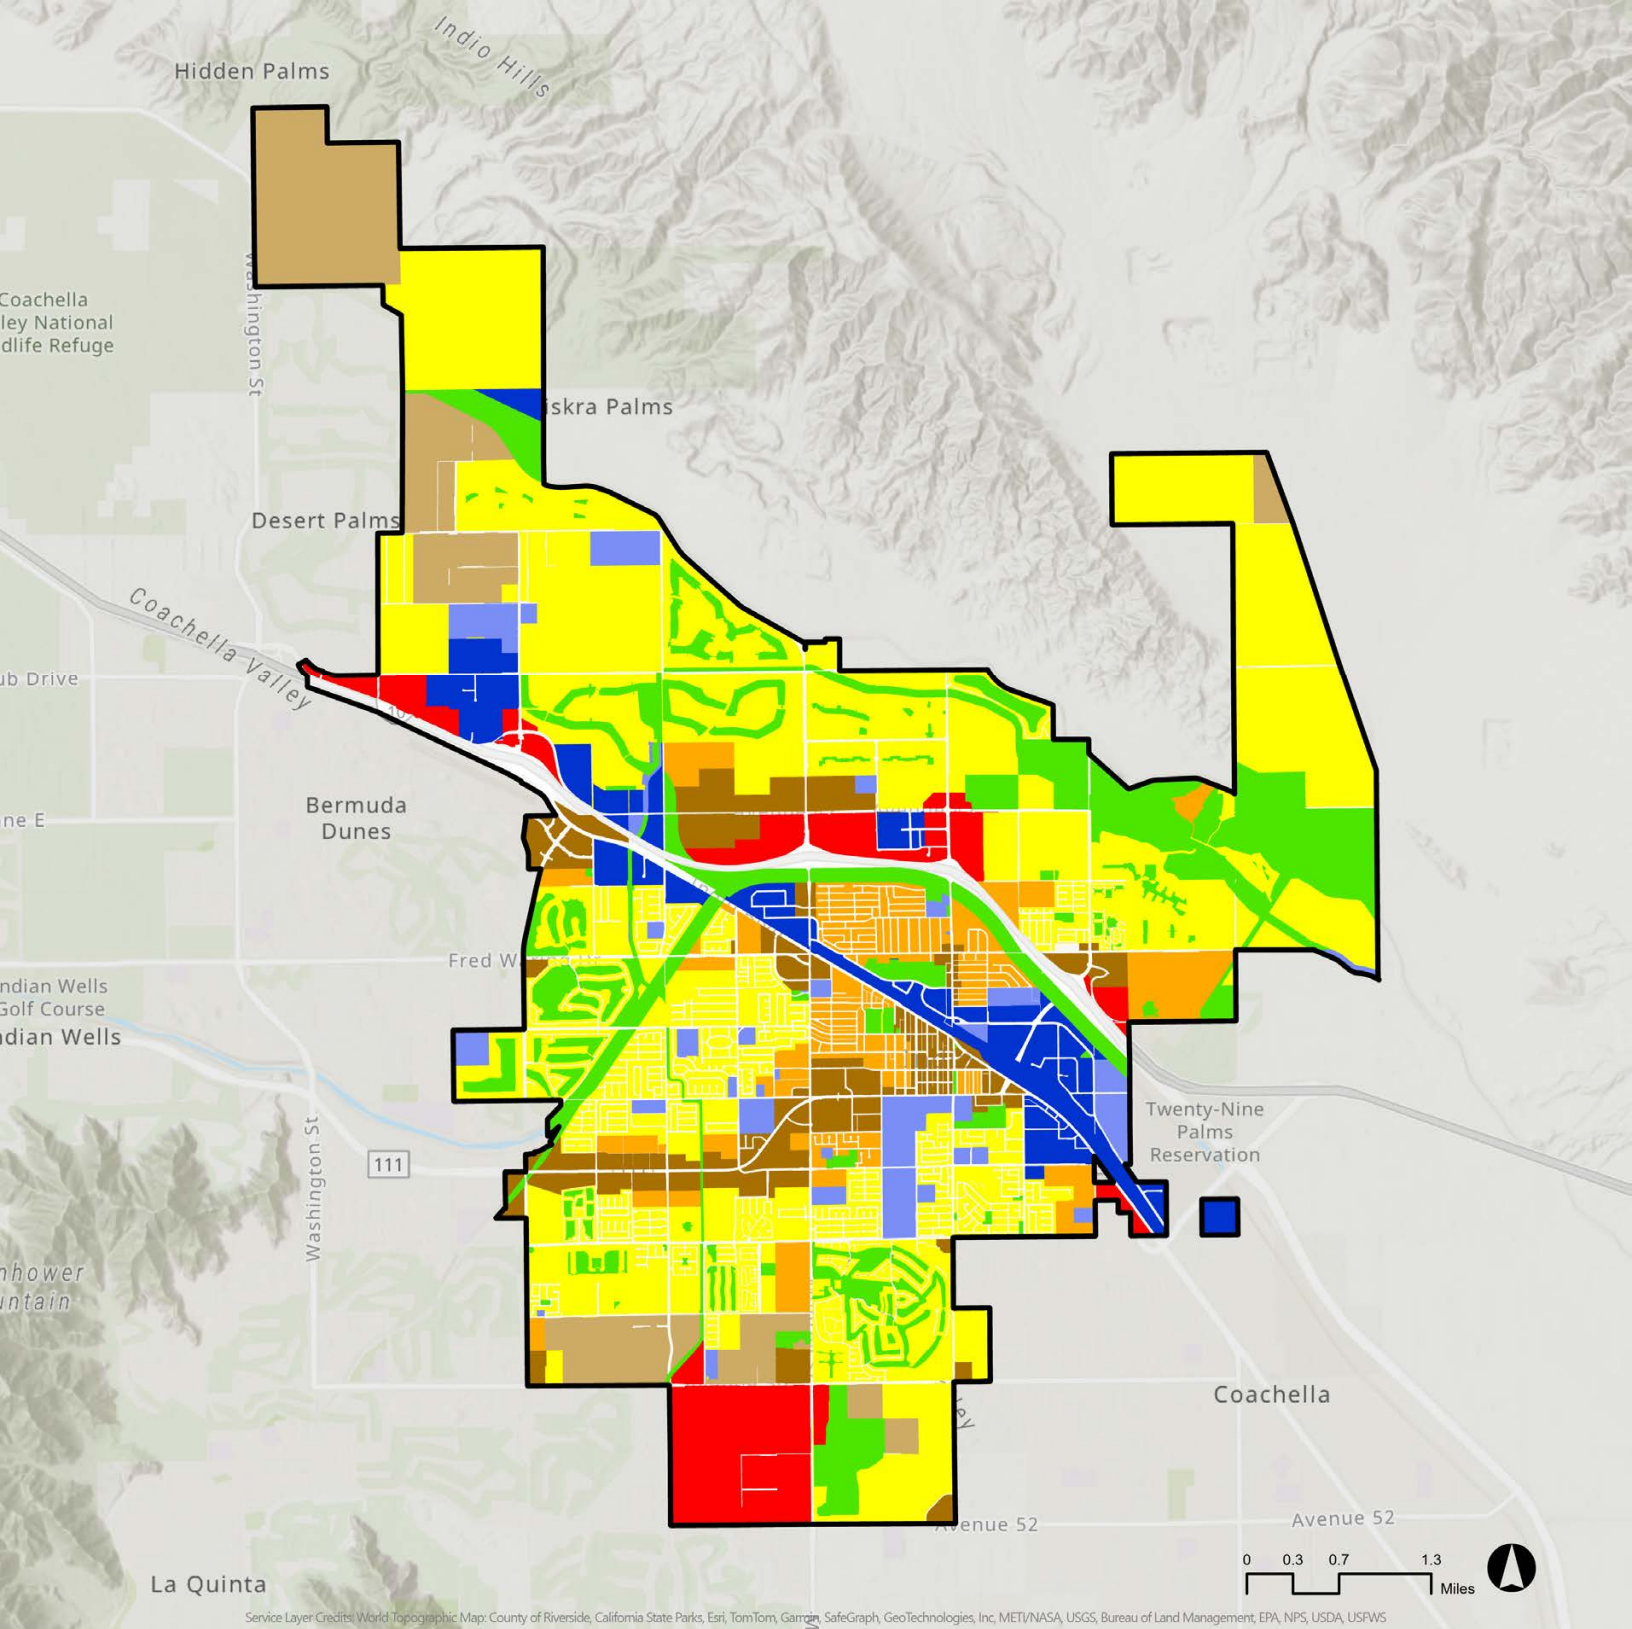 Indio Hills
Hidden Palms
Washington St
Coachella
ley National
dlife Refuge
iskra Palms
Desert Palms
Coachella Valley
ub Drive
Bermuda
Dunes
ne E
Fred W
ndian Wells
Golf Course
ndian Wells
Twenty-Nine
Palms
Reservation
111
Washington St
nhower
untain
Coachella
ley
Avenue 52
Avenue 52
La Quinta
0 0.3 0.7 1.3
Miles
Service Layer Credits: World Topographic Map: County of Riverside, California State Parks, Esri, TomTom, Garmin, SafeGraph, GeoTechnologies, Inc, METI/NASA, USGS, Bureau of Land Management, EPA, NPS, USDA, USFWS